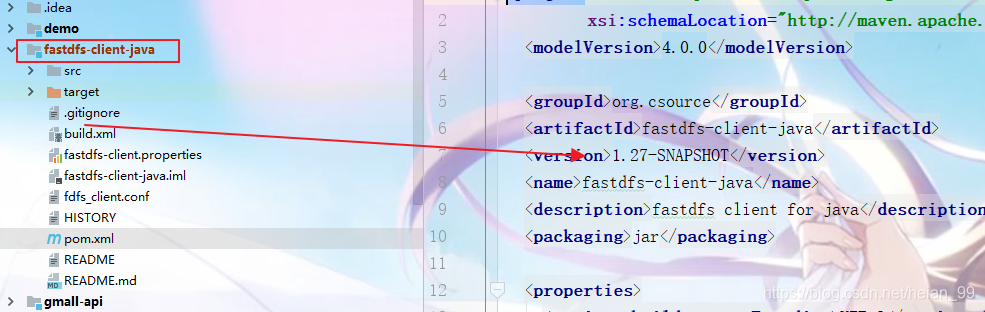 .idea
demo
fastdfs-client-java
src
target
.gitignore
build.xml
fastdfs-client.properties
fastdfs-client-java.iml
fdfs_client.conf
HISTORY
pom.xml
README
README.md
gmall-api
2 xsi:schemaLocation="http://maven.apache.
3 <modelVersion>4.0.0</modelVersion>
4
5 <groupId>org.csource</groupId>
6 <artifactId>fastdfs-client-java</artifactId>
<version>1.27-SNAPSHOT</version>
8 <name>fastdfs-client-java</name>
9 <description>fastdfs client for java</description
10 <packaging>jar</packaging>
11
12 <properties>
https://blog.csdn.net/heian_99